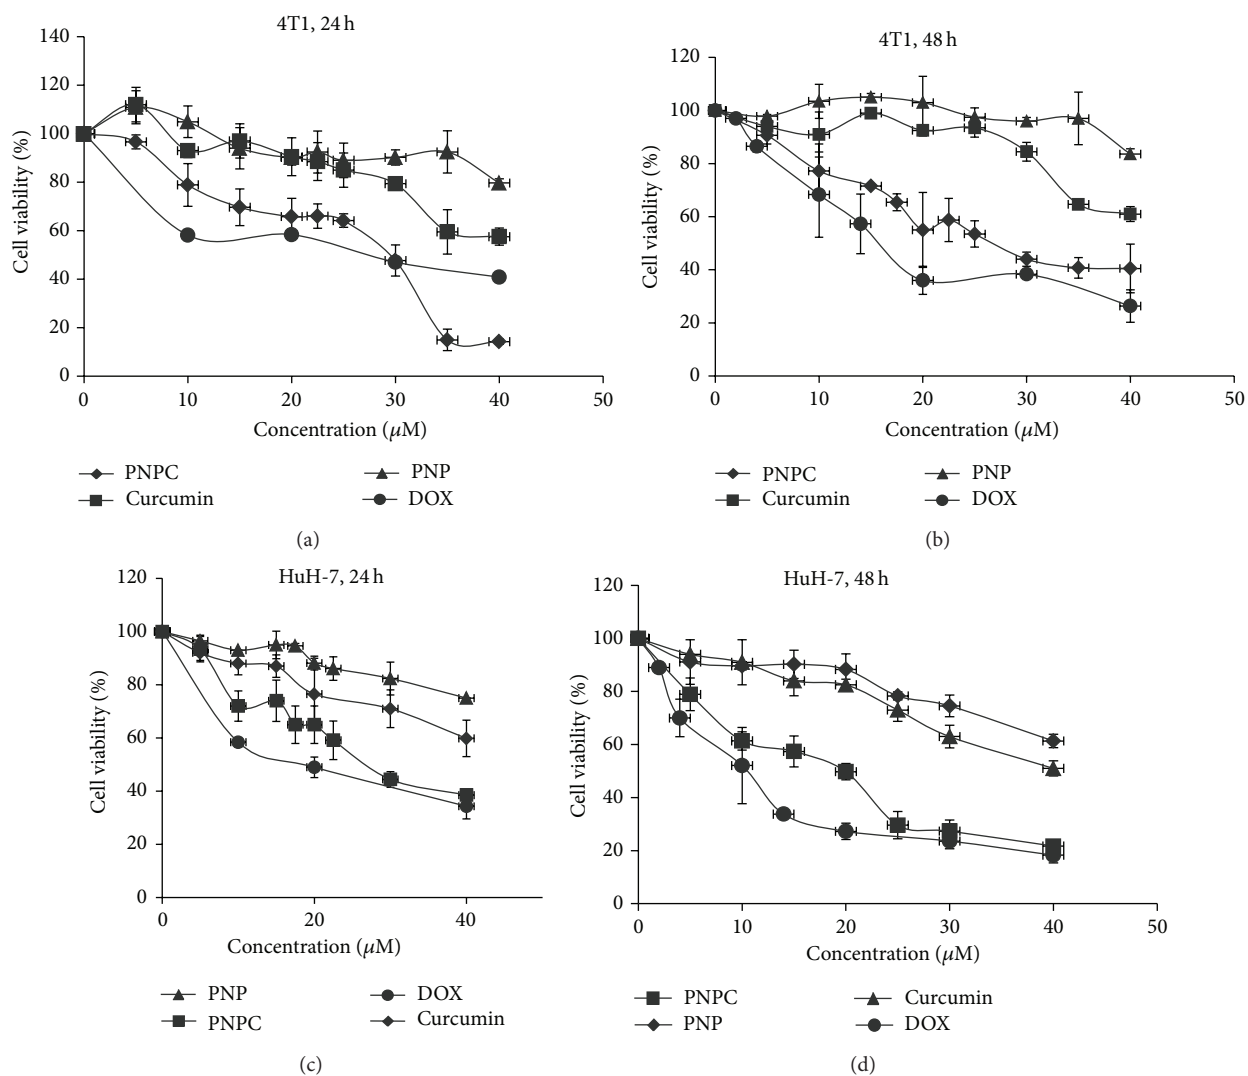 4T1, 24 h
140
120
100
80
60
40
20
0
Cell viability (%)
0 10 20 30 40 50
Concentration (μM)
PNPC PNP
Curcumin DOX
(a)
4T1, 48 h
120
100
80
60
40
20
0
Cell viability (%)
0 10 20 30 40 50
Concentration (μM)
PNPC PNP
Curcumin DOX
(b)
HuH-7, 24 h
120
100
80
60
40
20
0
Cell viability (%)
0 20 40
Concentration (μM)
PNP DOX
PNPC Curcumin
(c)
HuH-7, 48 h
120
100
80
60
40
20
0
Cell viability (%)
0 10 20 30 40 50
Concentration (μM)
PNPC Curcumin
PNP DOX
(d)